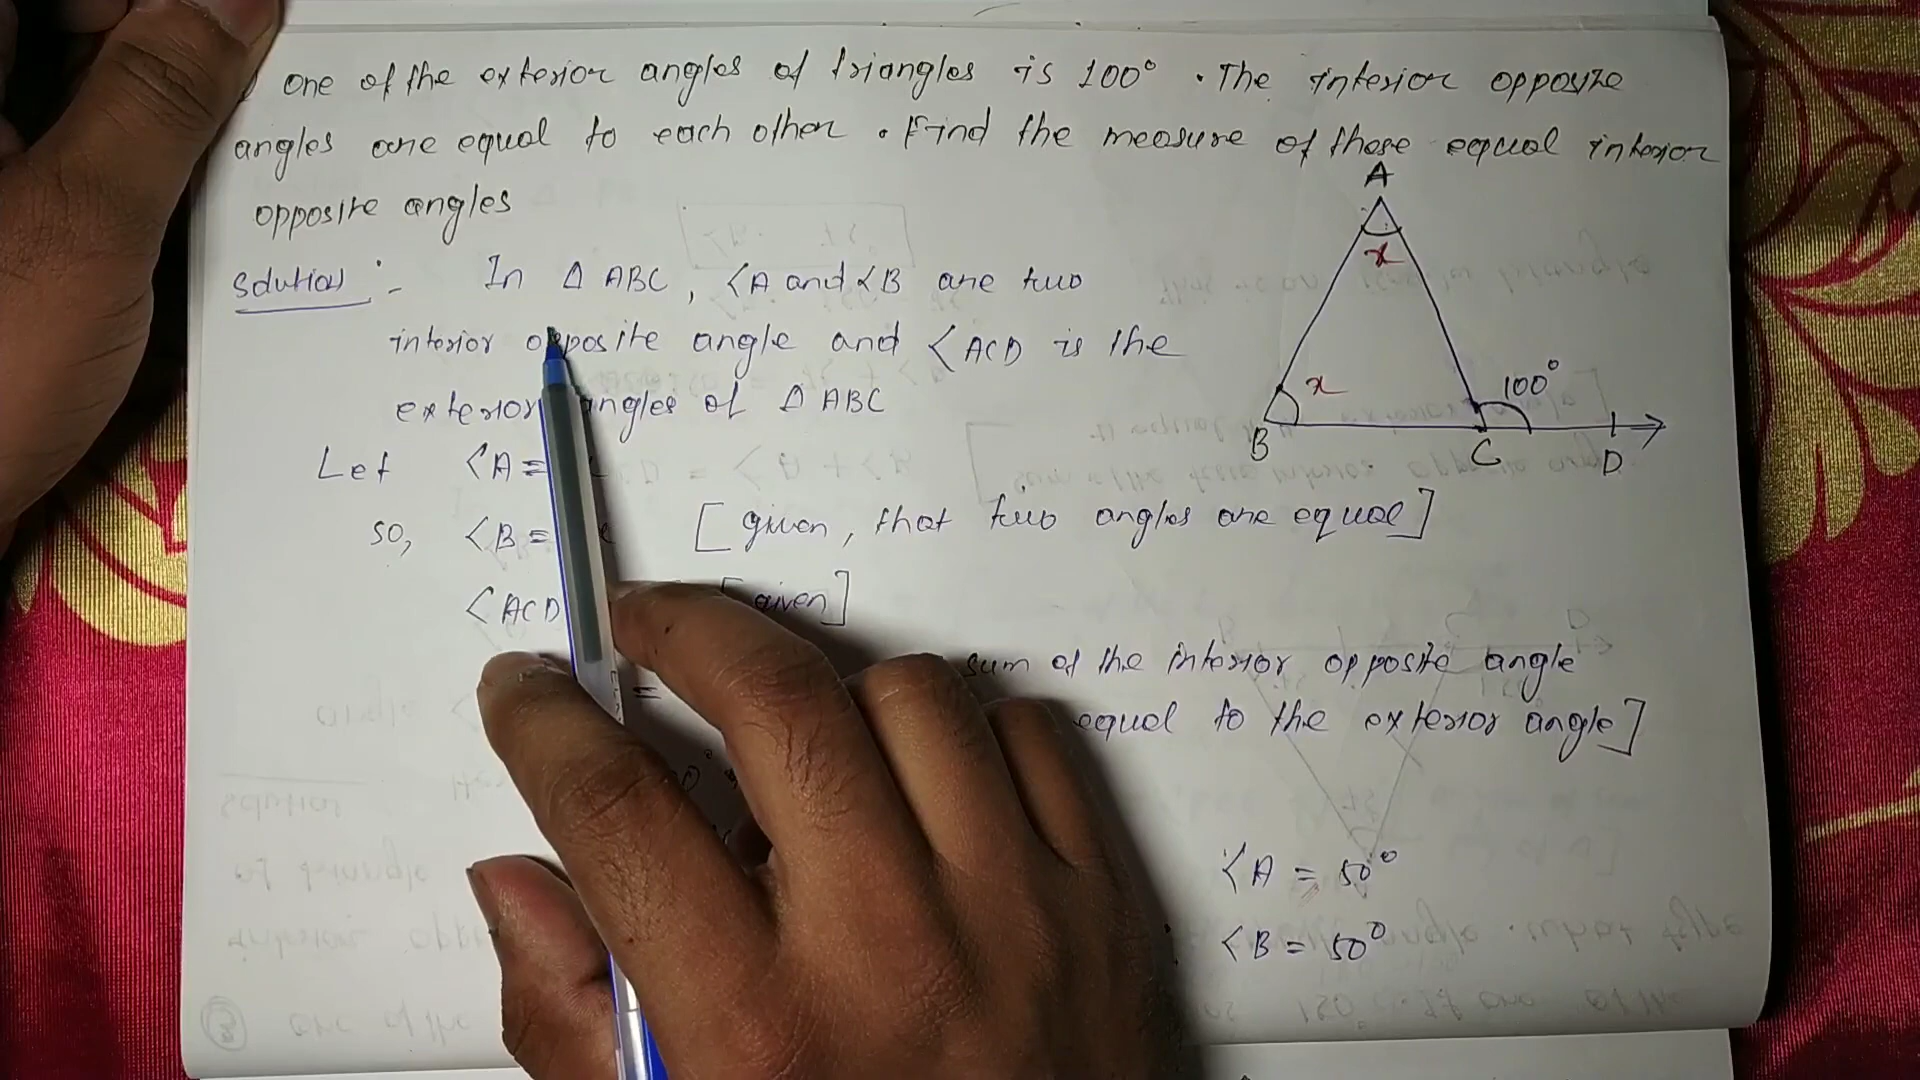 one of the exterior angles of triangles is 100° . The interior opposite
angles are equal to each other . Find the measure of those equal interior
opposite angles
Solution :- In Δ ABC, ∠A and ∠B are two
interior opposite angle and ∠ACD is the
exterior angles of Δ ABC
Let ∠A =
so, ∠B = [given, that two angles are equal]
∠ACD [given]
= sum of the interior opposite angle
equal to the exterior angle]
∠A = 50°
∠B = 50°
A
x
x
100°
B
C
D